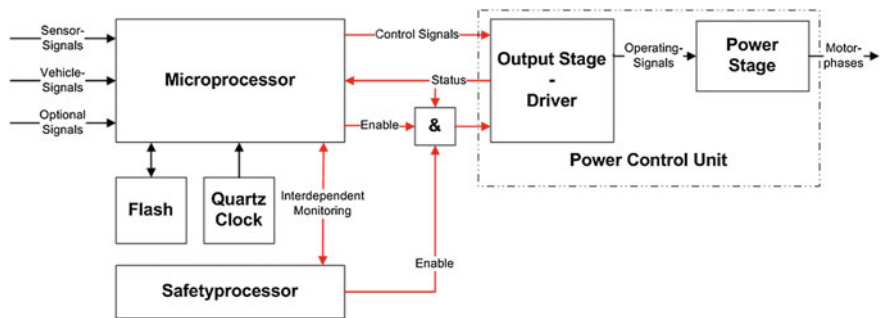 Sensor-
Signals
Vehicle-
Signals
Optional
Signals
Microprocessor
Control Signals
Status
Enable
&
Output Stage
-
Driver
Operating-
Signals
Power
Stage
Motor-
phases
Power Control Unit
Flash
Quartz
Clock
Interdependent
Monitoring
Enable
Safetyprocessor